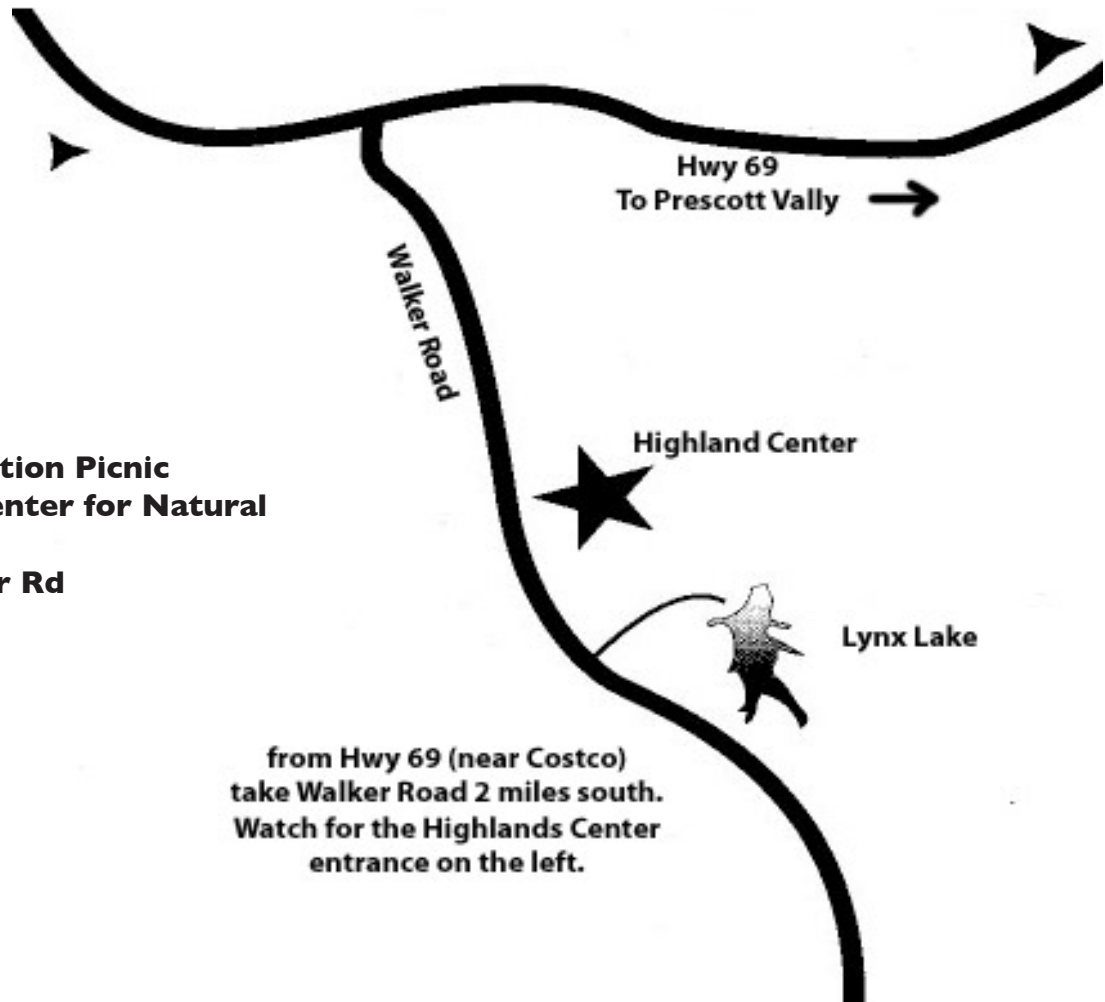 Hwy 69
To Prescott Vally
Walker Road
Highland Center
tion Picnic
enter for Natural
r Rd
Lynx Lake
from Hwy 69 (near Costco)
take Walker Road 2 miles south.
Watch for the Highlands Center
entrance on the left.